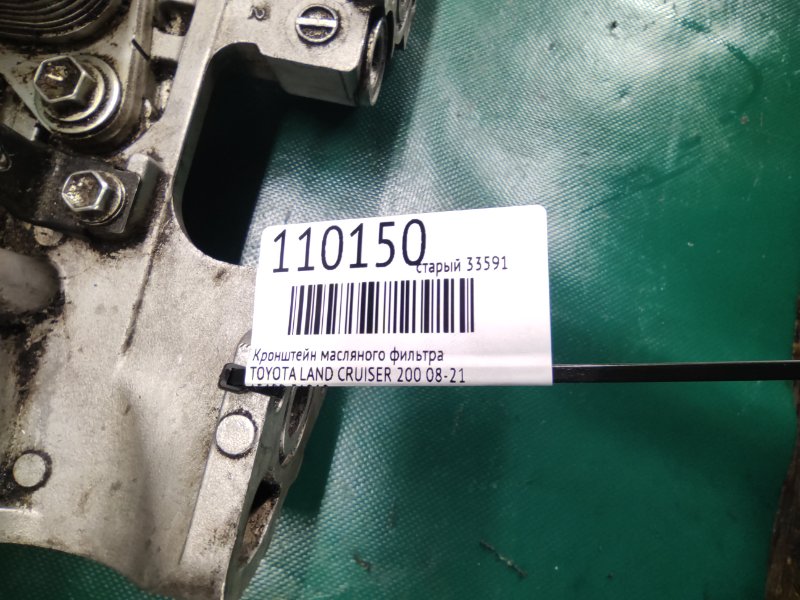 110150
старый 33591
Кронштейн масляного фильтра
TOYOTA LAND CRUISER 200 08-21